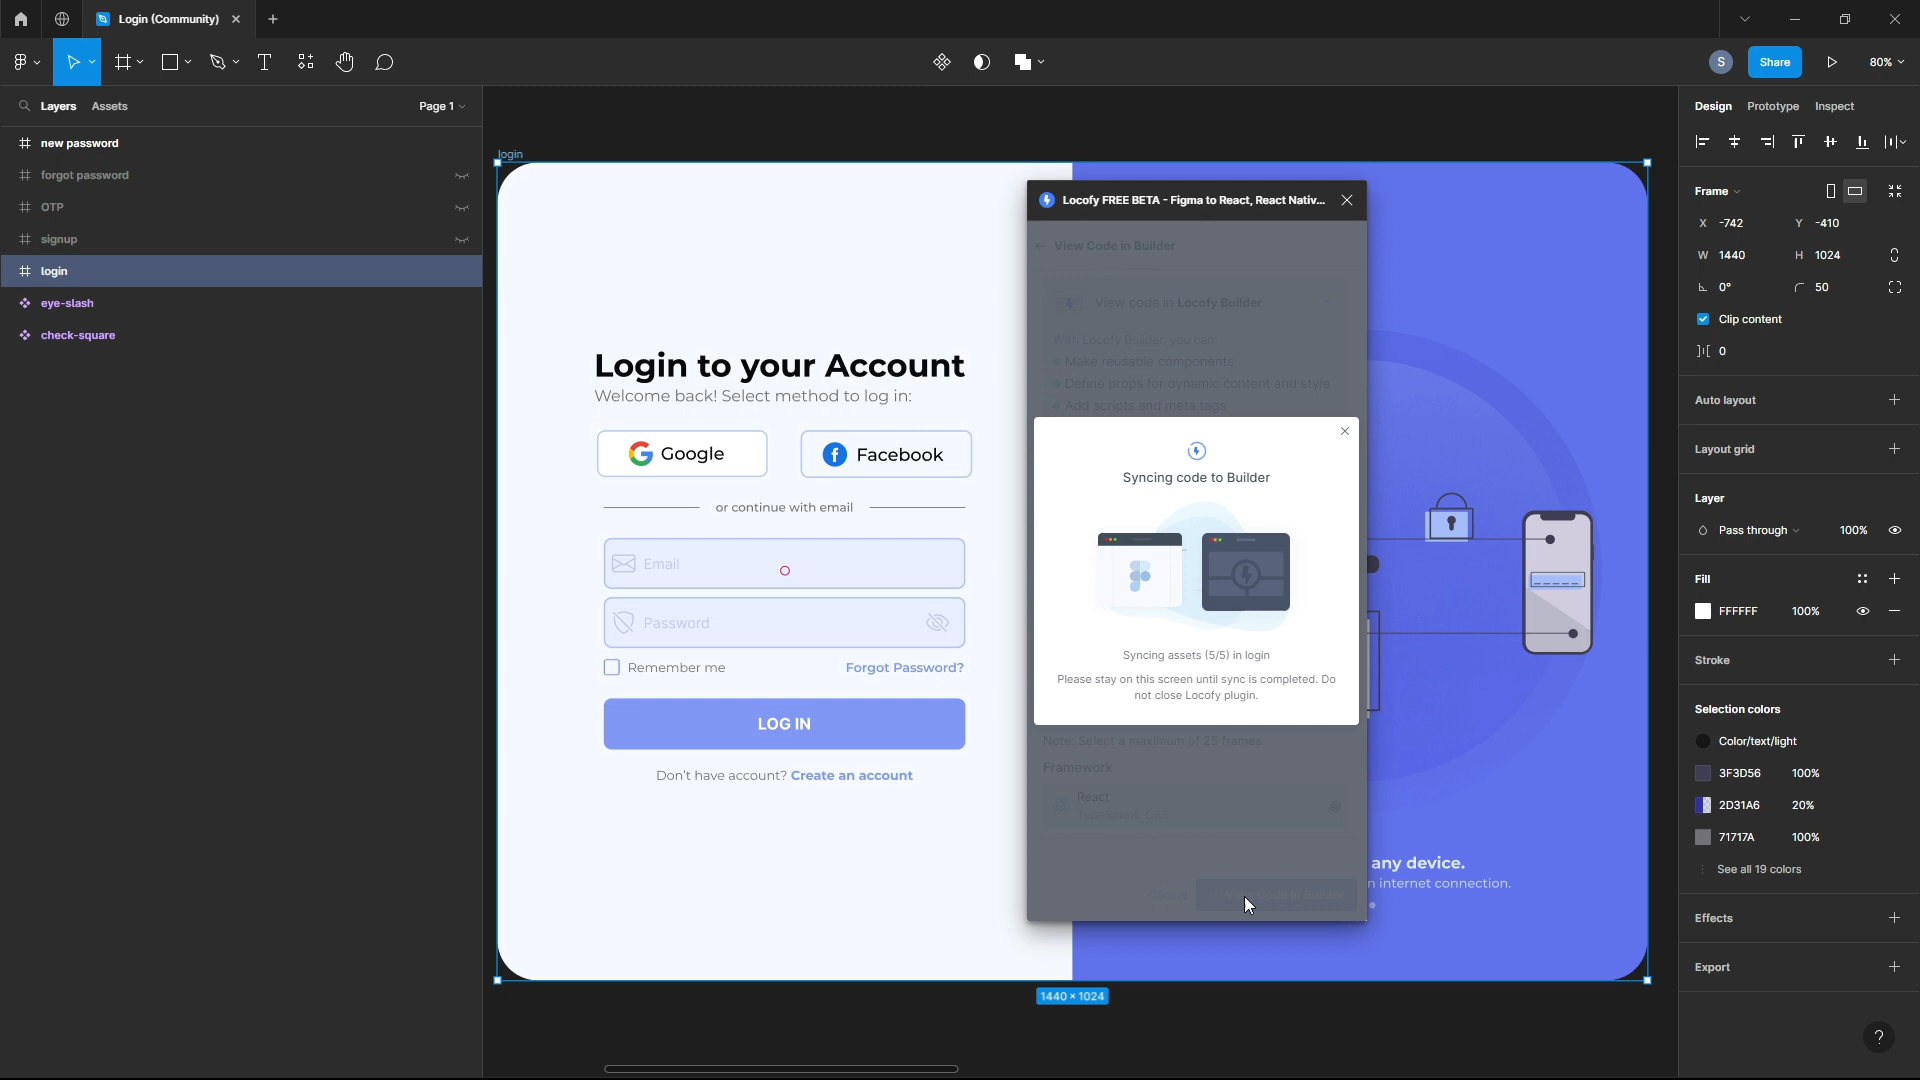 Login (Community)
S
Share
80%
Layers
Assets
Page 1
new password
forgot password
OTP
signup
login
eye-slash
check-square
login
Login to your Account
Welcome back! Select method to log in:
Google
Facebook
or continue with email
Email
Password
Remember me
Forgot Password?
LOG IN
Don't have account? Create an account
1440 × 1024
Locofy FREE BETA - Figma to React, React Nativ...
View Code in Builder
View code in Locofy Builder
With Locofy Builder, you can:
Make reusable components
Define props for dynamic content and style
Add scripts and meta tags
Syncing code to Builder
Syncing assets (5/5) in login
Please stay on this screen until sync is completed. Do
not close Locofy plugin.
Note: Select a maximum of 25 frames
Framework
React
TypeScript, CSS
any device.
n internet connection.
Design
Prototype
Inspect
Frame
X -742
Y -410
W 1440
H 1024
0°
50
Clip content
0
Auto layout
Layout grid
Layer
Pass through
100%
Fill
FFFFFF
100%
Stroke
Selection colors
Color/text/light
3F3D56
100%
2D31A6
20%
71717A
100%
See all 19 colors
Effects
Export
?